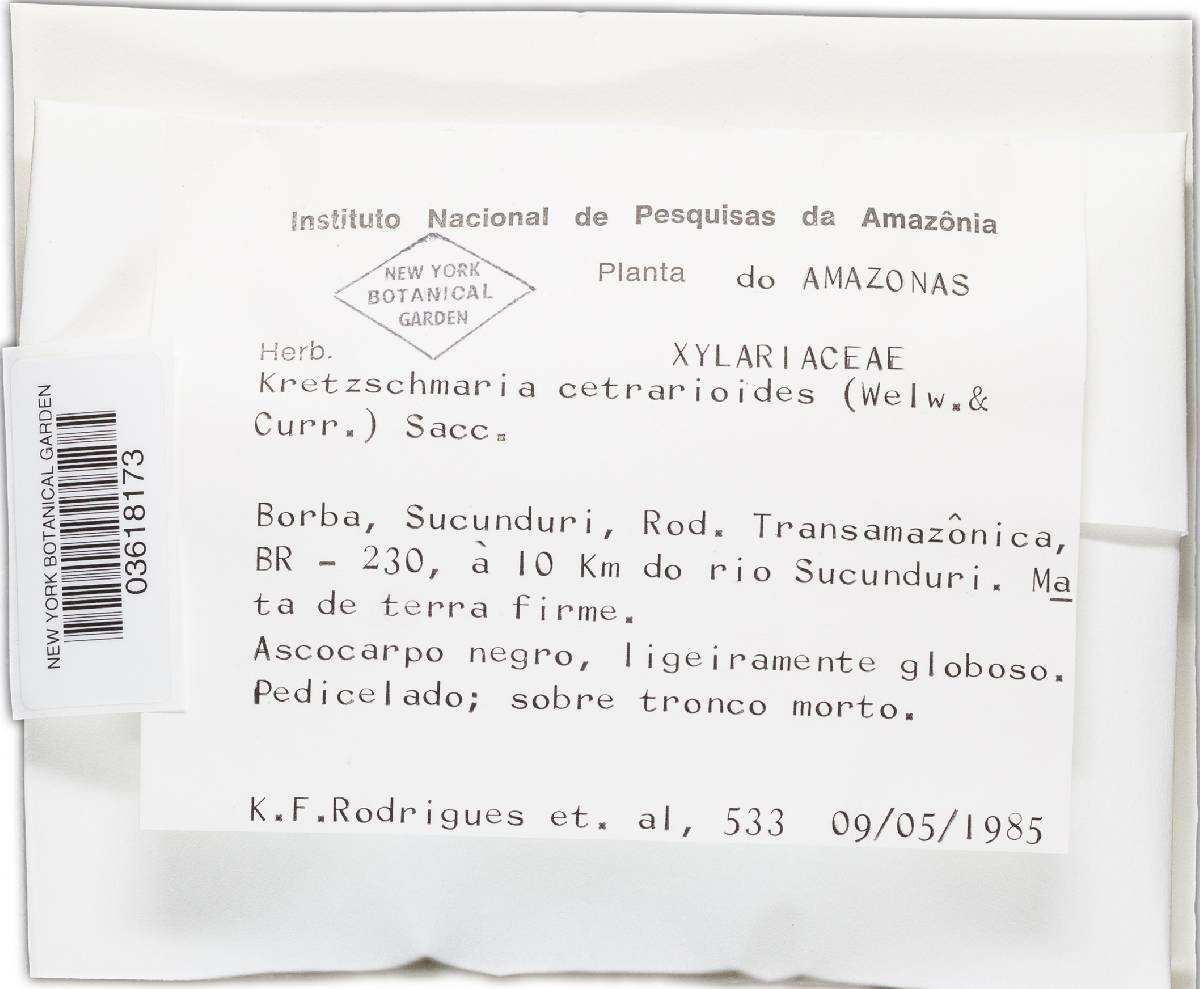 Instituto Nacional de Pesquisas da Amazônia
NEW YORK
BOTANICAL
GARDEN
Planta do AMAZONAS
Herb. XYLARIACEAE
Kretzschmaria cetrarioides (Welw.&
Curr.) Sacc.
Borba, Sucunduri, Rod. Transamazônica,
BR - 230, à 10 Km do rio Sucunduri. Ma
ta de terra firme.
Ascocarpo negro, ligeiramente globoso.
Pedicelado; sobre tronco morto.
K.F.Rodrigues et. al, 533 09/05/1985
NEW YORK BOTANICAL GARDEN
03618173